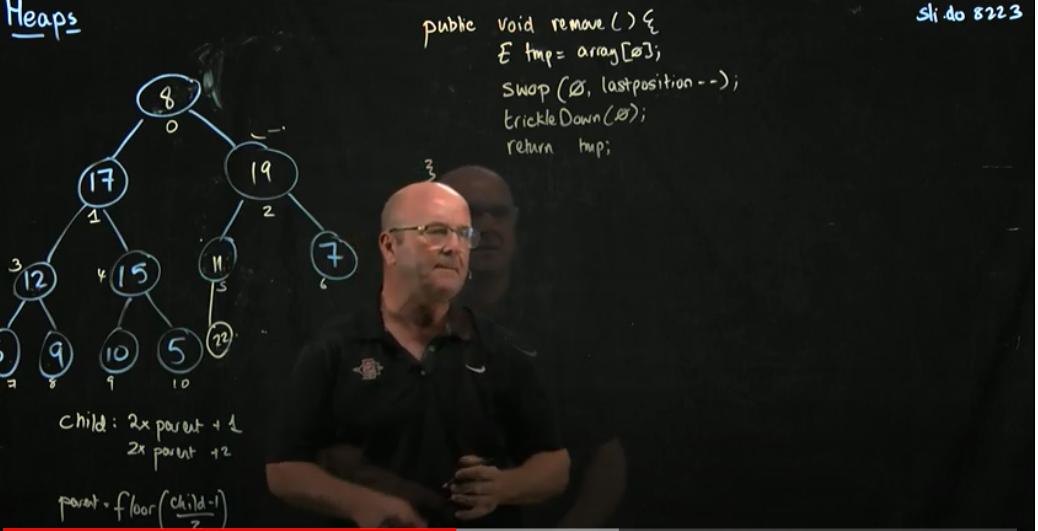 Heaps
public void remove() {
E tmp = array[0];
swap(0, lastposition--);
trickleDown(0);
return tmp;
}
sli.do 8223
8
0
17
1
19
2
3
12
4
15
11
5
7
6
7
9
8
10
9
5
10
22
child: 2x parent + 1
2x parent +2
parent = floor(child-1
2)